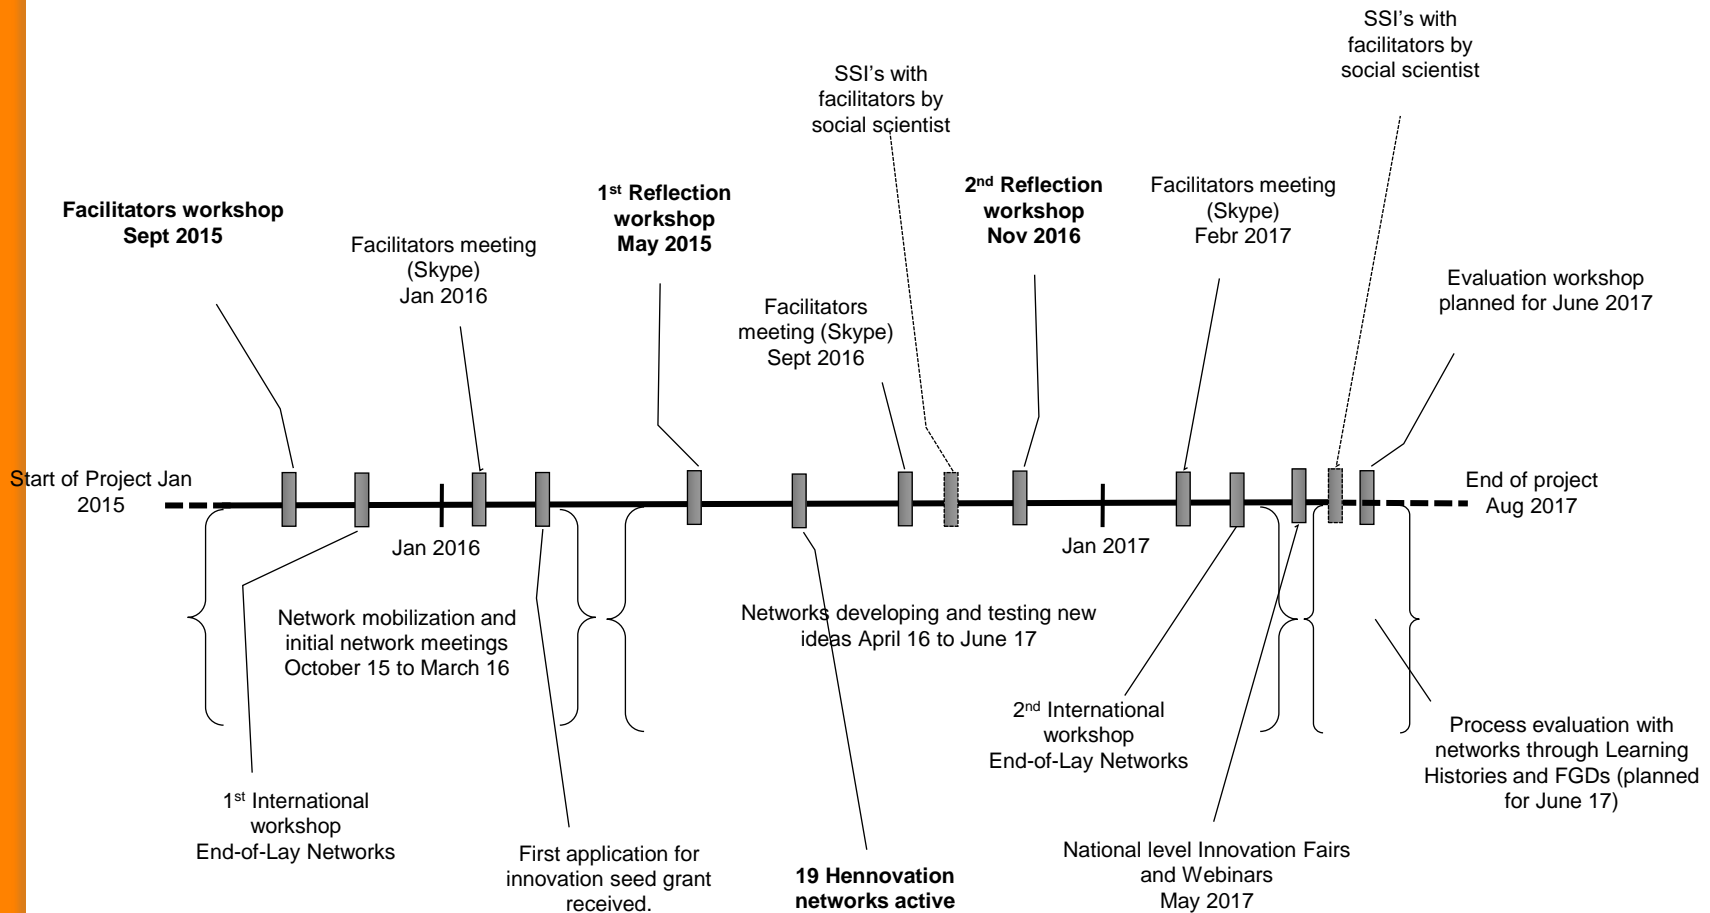 SSI's with
facilitators by
social scientist
SSI's with
facilitators by
social scientist
Facilitators workshop
Sept 2015
Facilitators meeting
(Skype)
Jan 2016
1st Reflection
workshop
May 2015
Facilitators
meeting (Skype)
Sept 2016
2nd Reflection
workshop
Nov 2016
Facilitators meeting
(Skype)
Febr 2017
Evaluation workshop
planned for June 2017
Start of Project Jan
2015
Jan 2016
Jan 2017
End of project
Aug 2017
Network mobilization and
initial network meetings
October 15 to March 16
Networks developing and testing new
ideas April 16 to June 17
1st International
workshop
End-of-Lay Networks
First application for
innovation seed grant
received.
19 Hennovation
networks active
2nd International
workshop
End-of-Lay Networks
National level Innovation Fairs
and Webinars
May 2017
Process evaluation with
networks through Learning
Histories and FGDs (planned
for June 17)